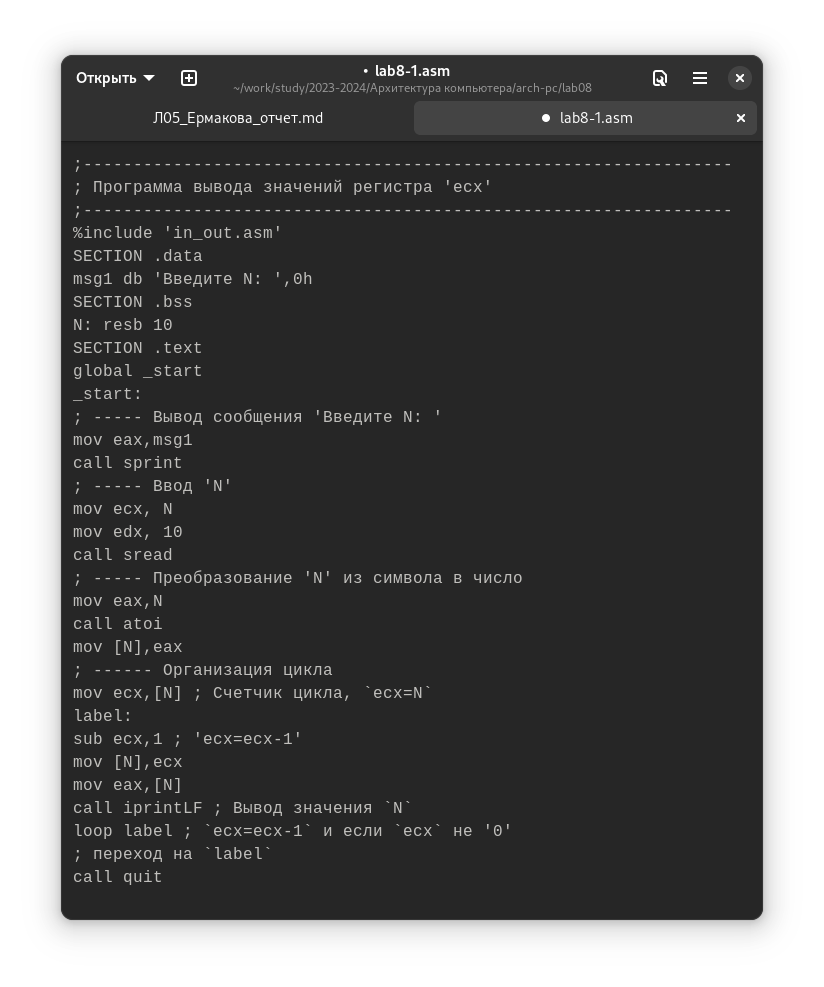 Открыть
• lab8-1.asm
~/work/study/2023-2024/Архитектура компьютера/arch-pc/lab08
Л05_Ермакова_отчет.md
● lab8-1.asm
;-----------------------------------------------------------------
; Программа вывода значений регистра 'ecx'
;-----------------------------------------------------------------
%include 'in_out.asm'
SECTION .data
msg1 db 'Введите N: ',0h
SECTION .bss
N: resb 10
SECTION .text
global _start
_start:
; ----- Вывод сообщения 'Введите N: '
mov eax,msg1
call sprint
; ----- Ввод 'N'
mov ecx, N
mov edx, 10
call sread
; ----- Преобразование 'N' из символа в число
mov eax,N
call atoi
mov [N],eax
; ------ Организация цикла
mov ecx,[N] ; Счетчик цикла, `ecx=N`
label:
sub ecx,1 ; 'ecx=ecx-1'
mov [N],ecx
mov eax,[N]
call iprintLF ; Вывод значения `N`
loop label ; `ecx=ecx-1` и если `ecx` не '0'
; переход на `label`
call quit